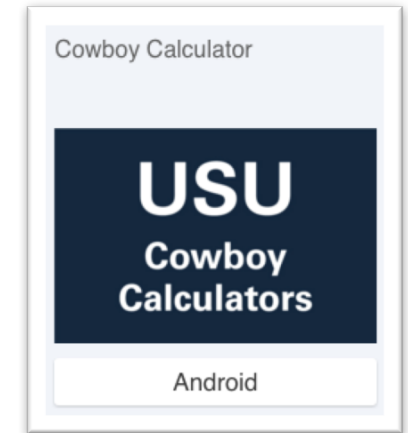 Cowboy Calculator
USU
Cowboy
Calculators
Android